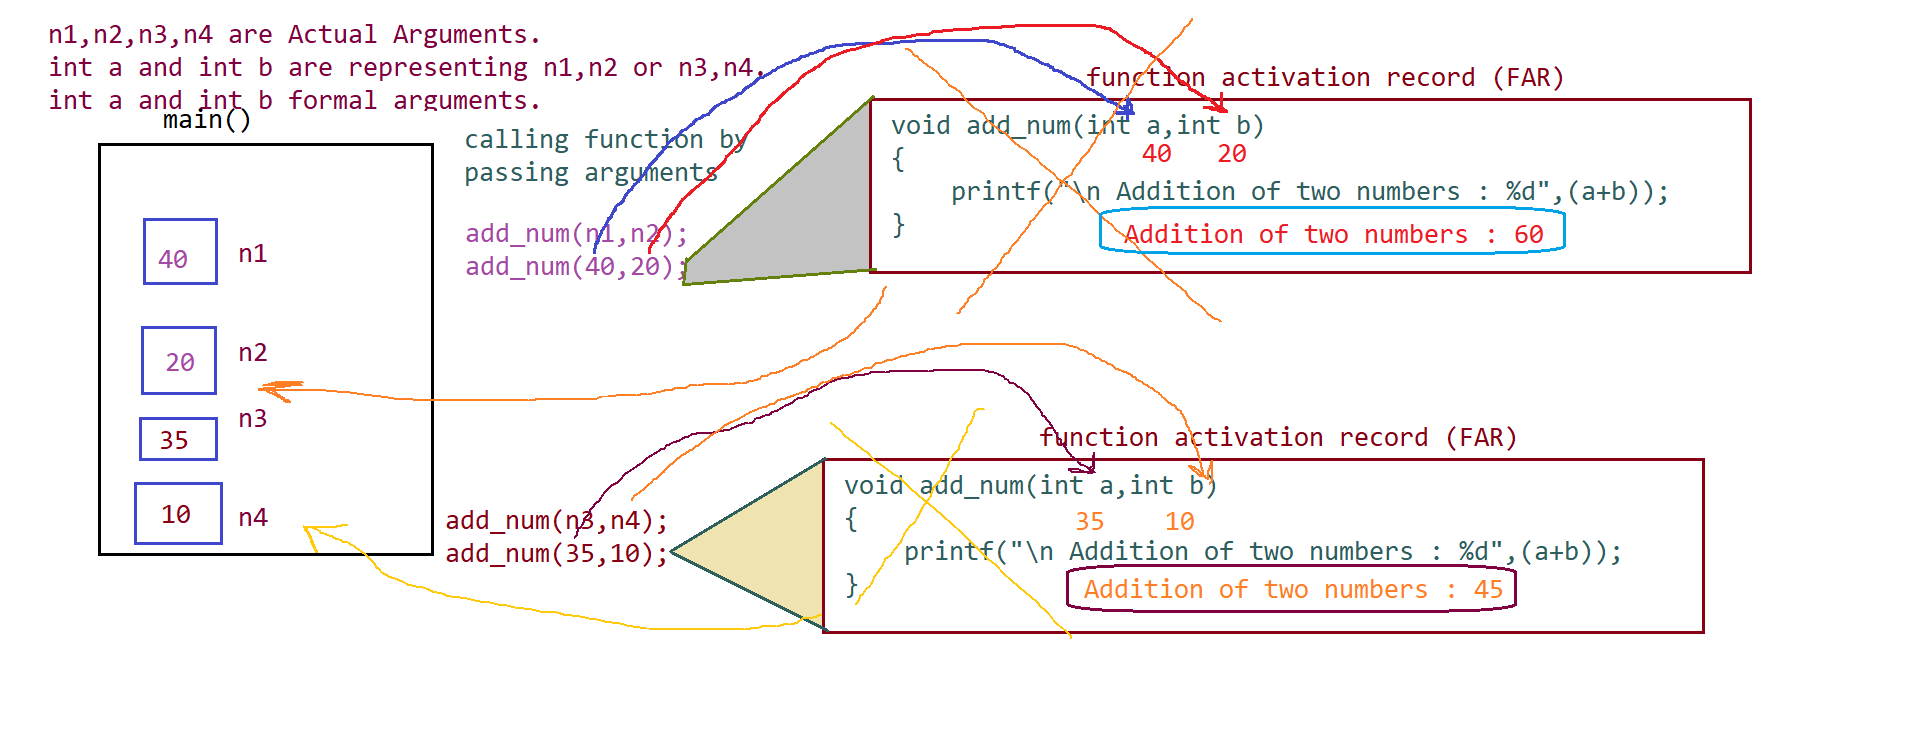 n1,n2,n3,n4 are Actual Arguments.
int a and int b are representing n1,n2 or n3,n4.
int a and int b formal arguments.
main()
40 n1
20 n2
n3
35
10 n4
calling function by
passing arguments
add_num(n1,n2);
add_num(40,20);
function activation record (FAR)
void add_num(int a,int b)
40 20
{
printf("\n Addition of two numbers : %d",(a+b));
}
Addition of two numbers : 60
add_num(n3,n4);
add_num(35,10);
function activation record (FAR)
void add_num(int a,int b)
{
35 10
printf("\n Addition of two numbers : %d",(a+b));
}
Addition of two numbers : 45